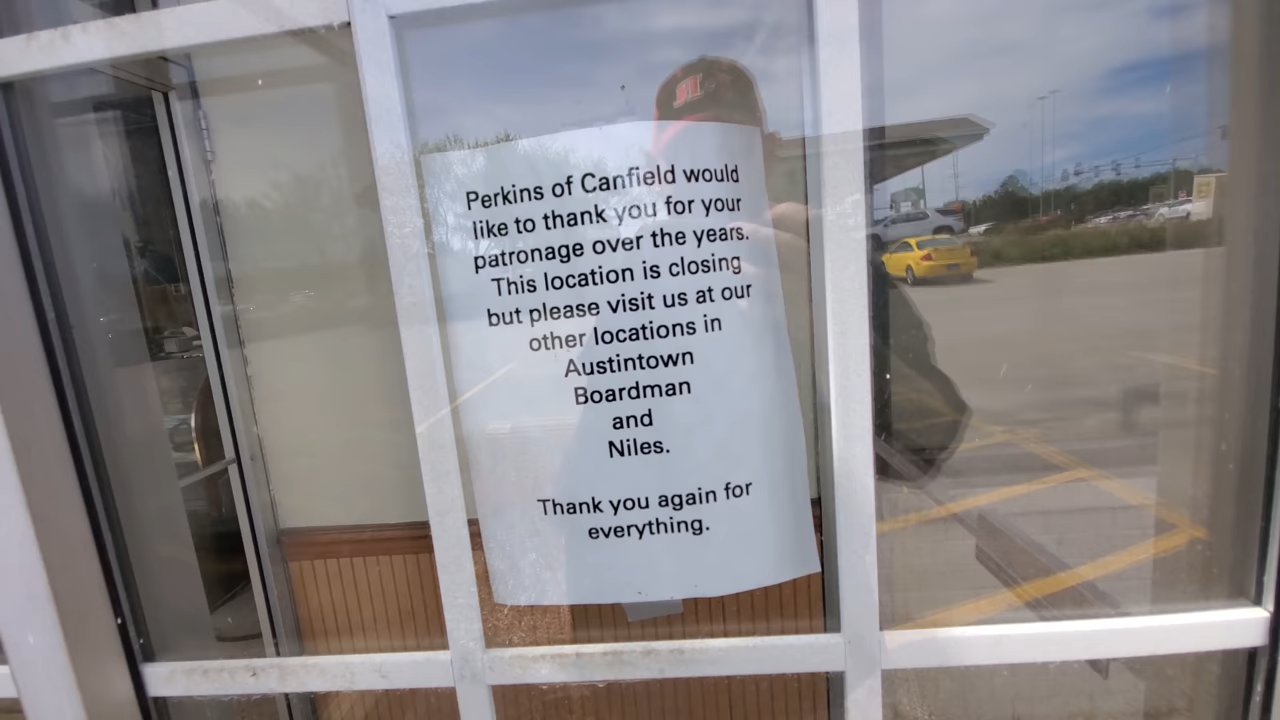 Perkins of Canfield would
like to thank you for your
patronage over the years.
This location is closing
but please visit us at our
other locations in
Austintown
Boardman
and
Niles.
Thank you again for
everything.